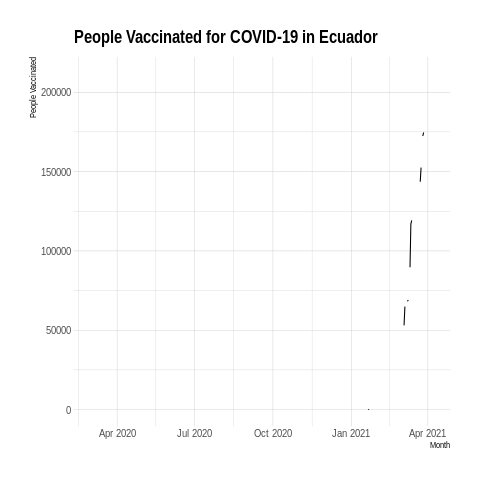 People Vaccinated for COVID-19 in Ecuador
People Vaccinated
200000
150000
100000
50000
0
Apr 2020 Jul 2020 Oct 2020 Jan 2021 Apr 2021
Month